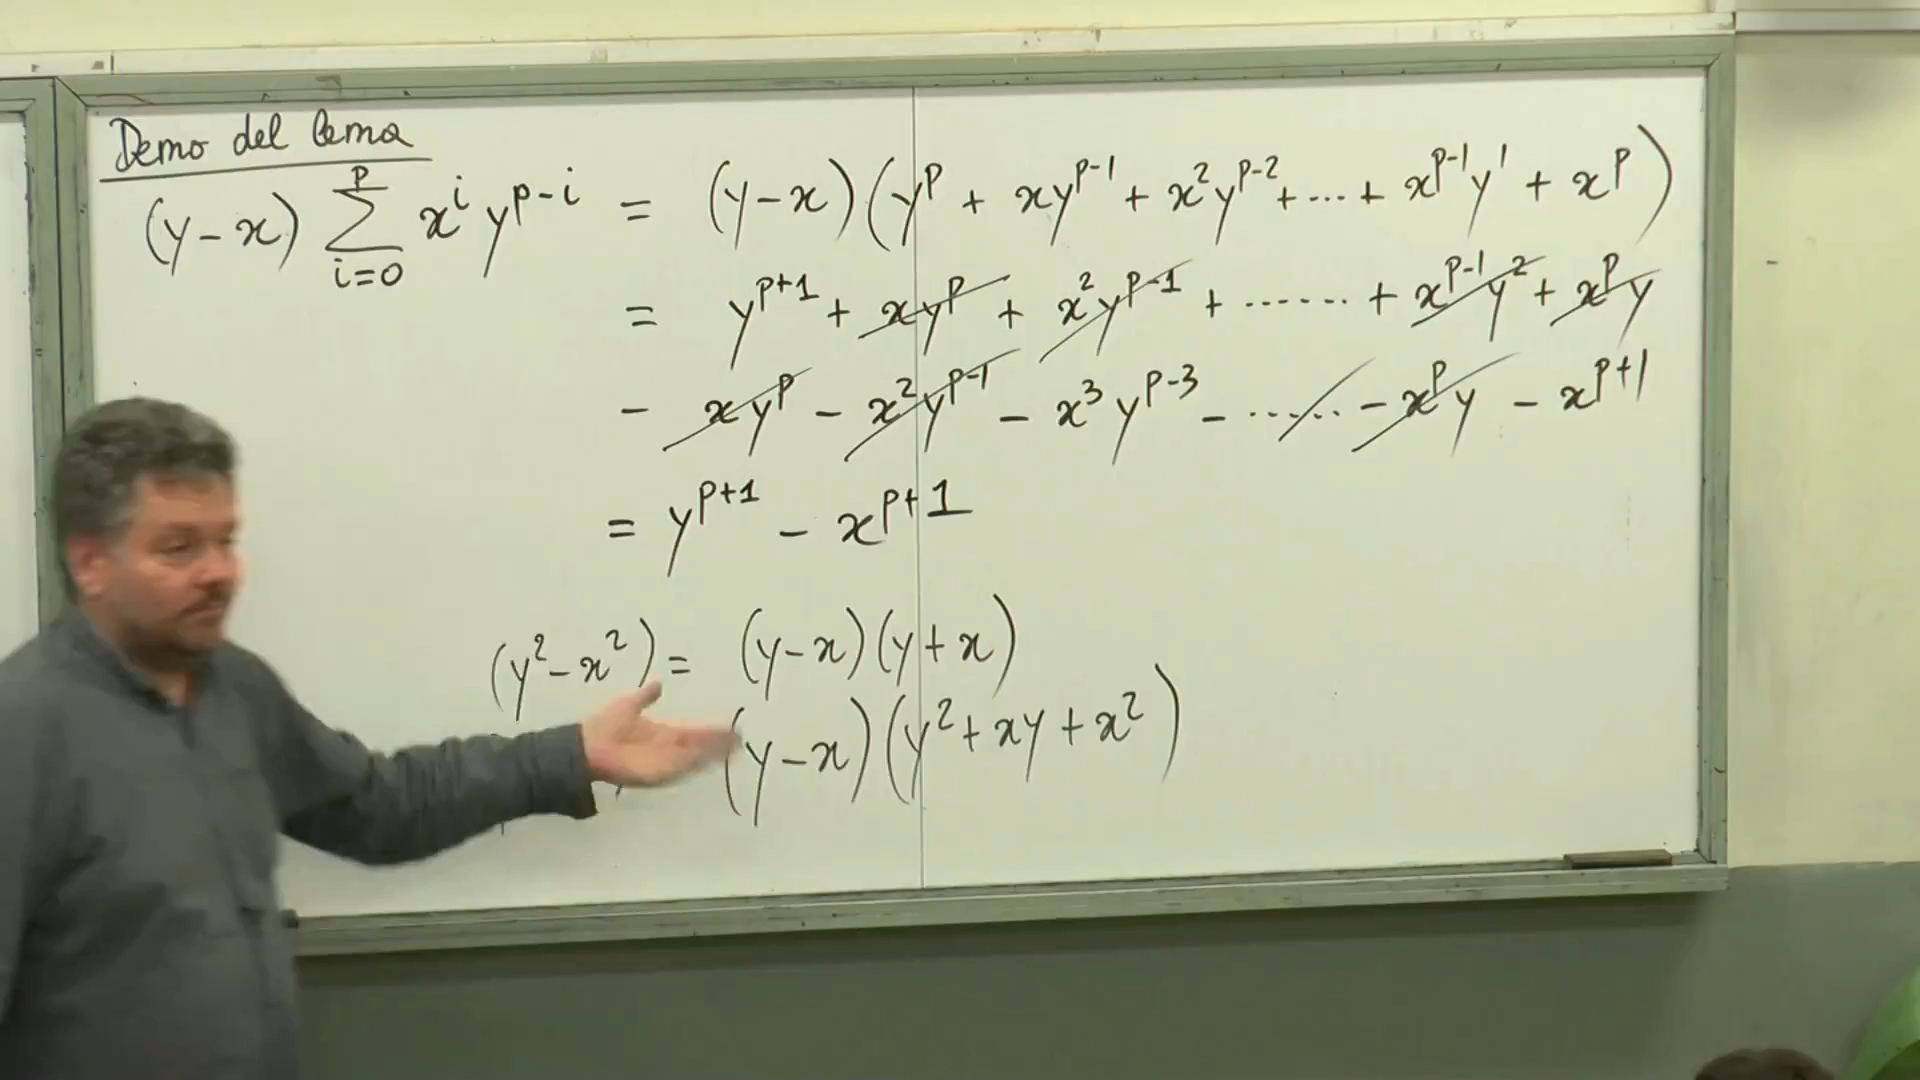 Demo del lema
(y-x) ∑_{i=0}^{p} x^i y^{p-i} = (y-x)(y^p + xy^{p-1} + x^2y^{p-2} + ... + x^{p-1}y^1 + x^p)
= y^{p+1} + xy^p + x^2y^{p-1} + ....... + x^{p-1}y^2 + x^py
- xy^p - x^2y^{p-1} - x^3y^{p-3} - ...... - x^py - x^{p+1}
= y^{p+1} - x^{p+1}
(y^2-x^2) = (y-x)(y+x)
(y-x)(y^2+xy+x^2)